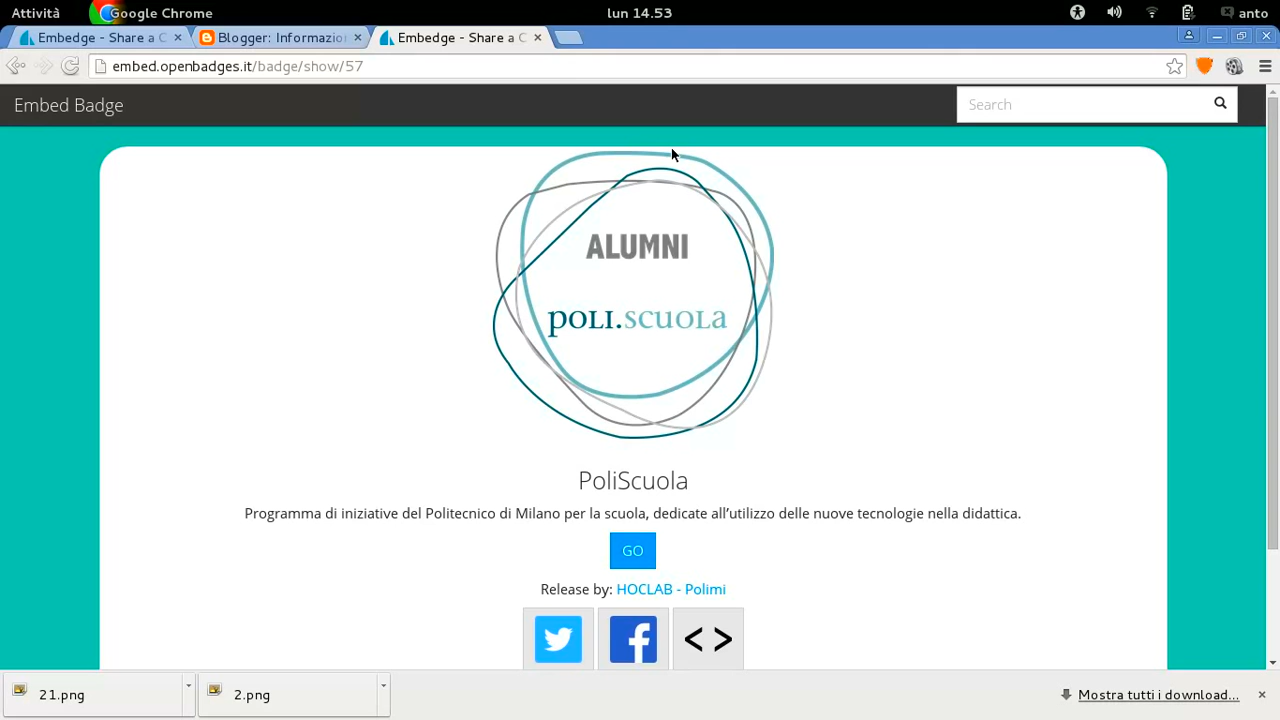 Attività
Google Chrome
lun 14.53
anto
Embedge - Share a C
Blogger: Informazion
Embedge - Share a C
embed.openbadges.it/badge/show/57
Embed Badge
Search
ALUMNI
poli.scuola
PoliScuola
Programma di iniziative del Politecnico di Milano per la scuola, dedicate all’utilizzo delle nuove tecnologie nella didattica.
GO
Release by: HOCLAB - Polimi
< >
21.png
2.png
Mostra tutti i download...